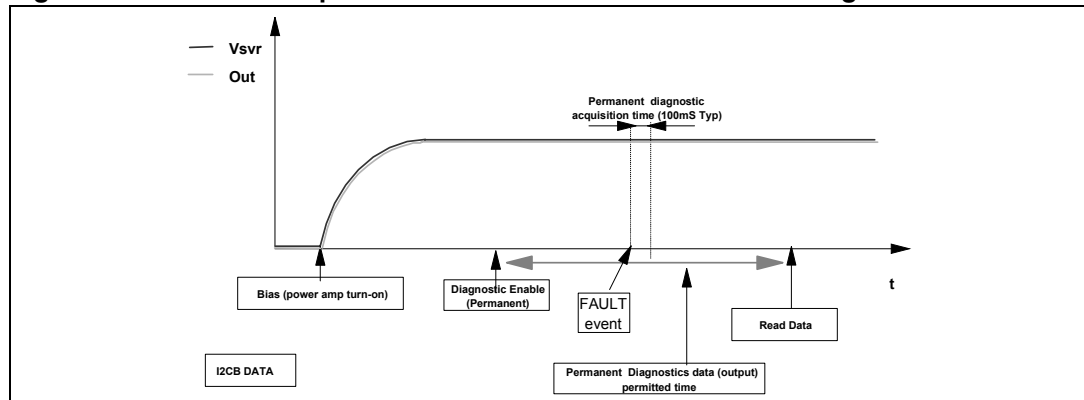 Vsvr
Out
Permanent diagnostic
acquisition time (100mS Typ)
t
Bias (power amp turn-on)
Diagnostic Enable
(Permanent)
FAULT
event
Read Data
I2CB DATA
Permanent Diagnostics data (output)
permitted time